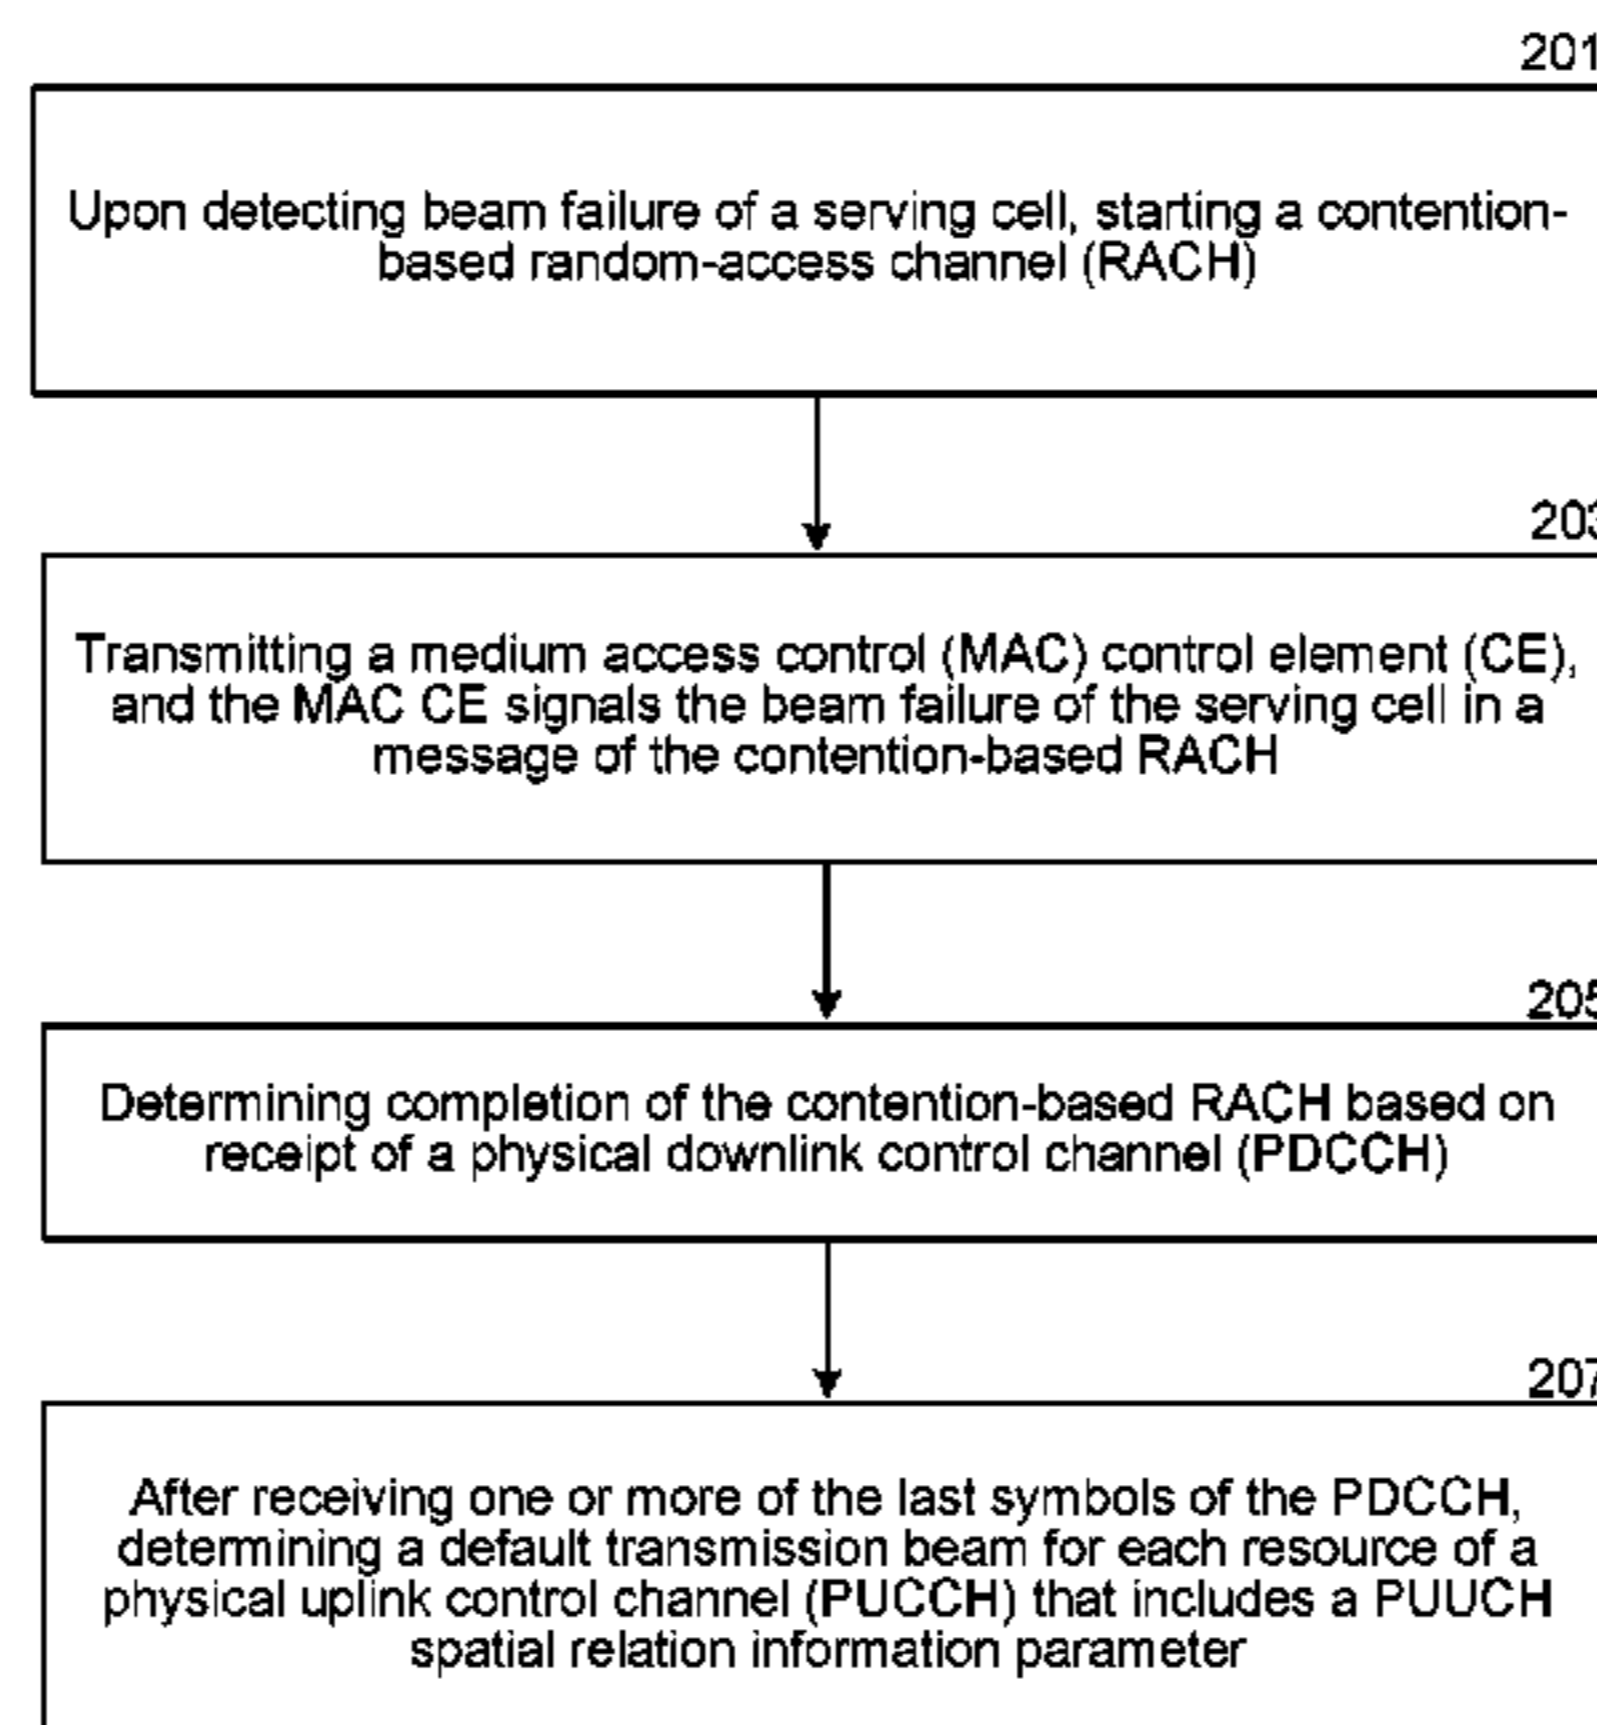 201
Upon detecting beam failure of a serving cell, starting a contention-
based random-access channel (RACH)
203
Transmitting a medium access control (MAC) control element (CE),
and the MAC CE signals the beam failure of the serving cell in a
message of the contention-based RACH
205
Determining completion of the contention-based RACH based on
receipt of a physical downlink control channel (PDCCH)
207
After receiving one or more of the last symbols of the PDCCH,
determining a default transmission beam for each resource of a
physical uplink control channel (PUCCH) that includes a PUUCH
spatial relation information parameter